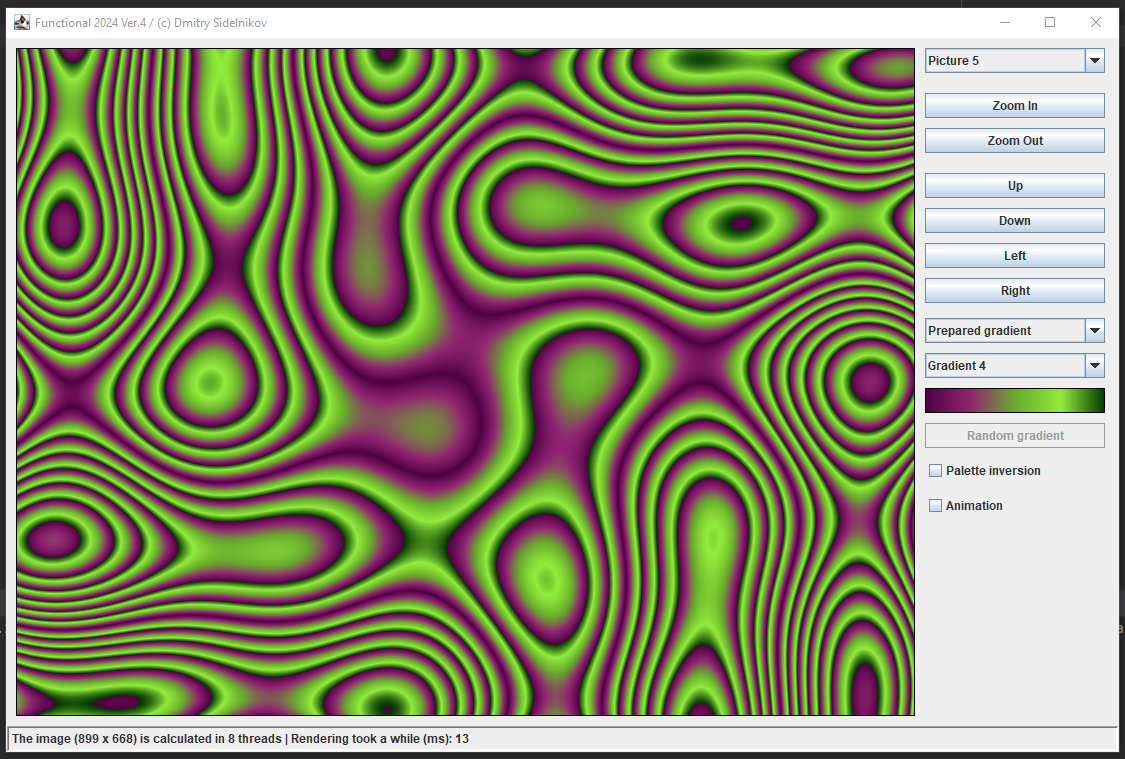 Functional 2024 Ver.4 / (c) Dmitry Sidelnikov
Picture 5
Zoom In
Zoom Out
Up
Down
Left
Right
Prepared gradient
Gradient 4
Random gradient
Palette inversion
Animation
The image (899 x 668) is calculated in 8 threads | Rendering took a while (ms): 13